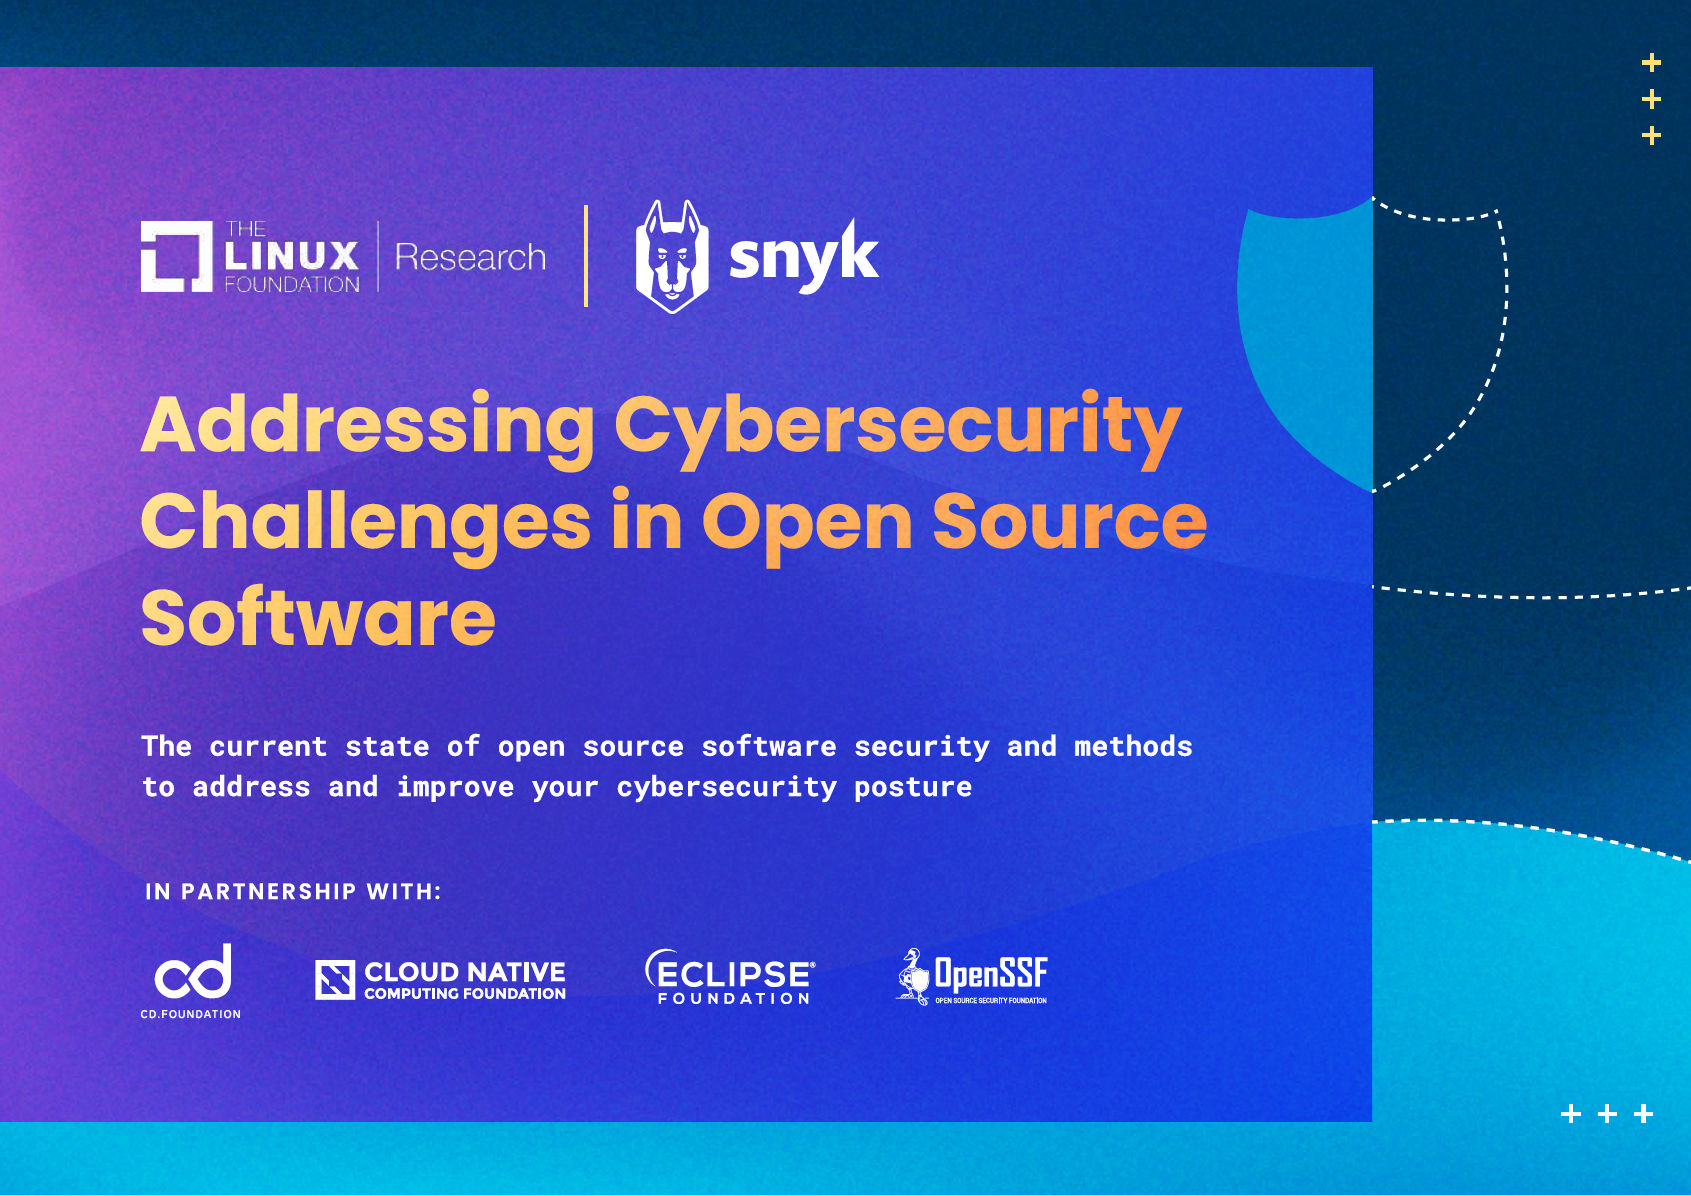 THE
LINUX
FOUNDATION
Research
snyk
Addressing Cybersecurity
Challenges in Open Source
Software
The current state of open source software security and methods
to address and improve your cybersecurity posture
IN PARTNERSHIP WITH:
cd
CD.FOUNDATION
CLOUD NATIVE
COMPUTING FOUNDATION
ECLIPSE®
FOUNDATION
OpenSSF
OPEN SOURCE SECURITY FOUNDATION